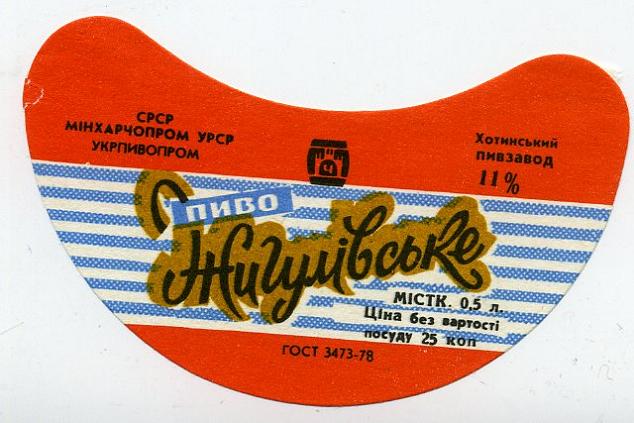 СРСР
МІНХАРЧОПРОМ УРСР
УКРПИВОПРОМ
Хотинський
пивзавод
11%
ПИВО
Жигулівське
МІСТК. 0,5 л.
Ціна без вартості
посуду 25 коп
ГОСТ 3473-78